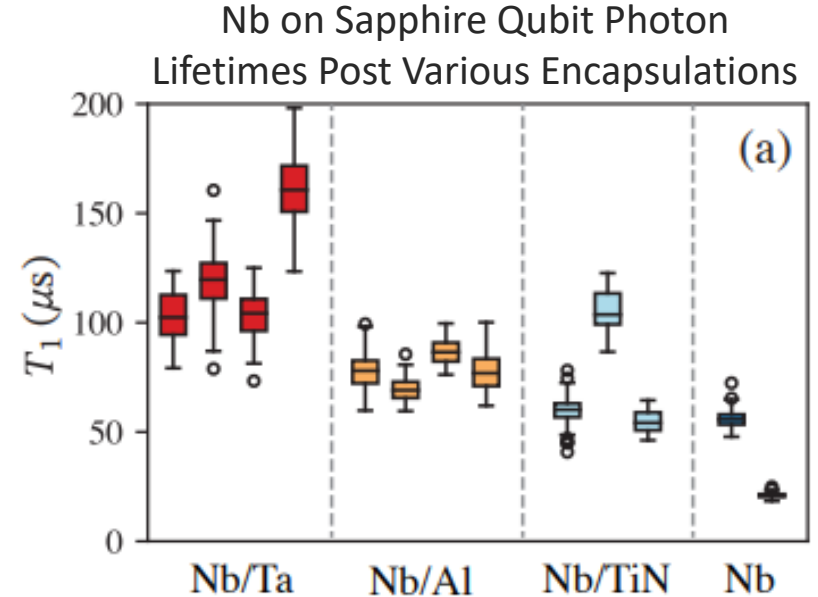 Nb on Sapphire Qubit Photon
Lifetimes Post Various Encapsulations
(a)
T₁ (μs)
200
150
100
50
0
Nb/Ta Nb/Al Nb/TiN Nb